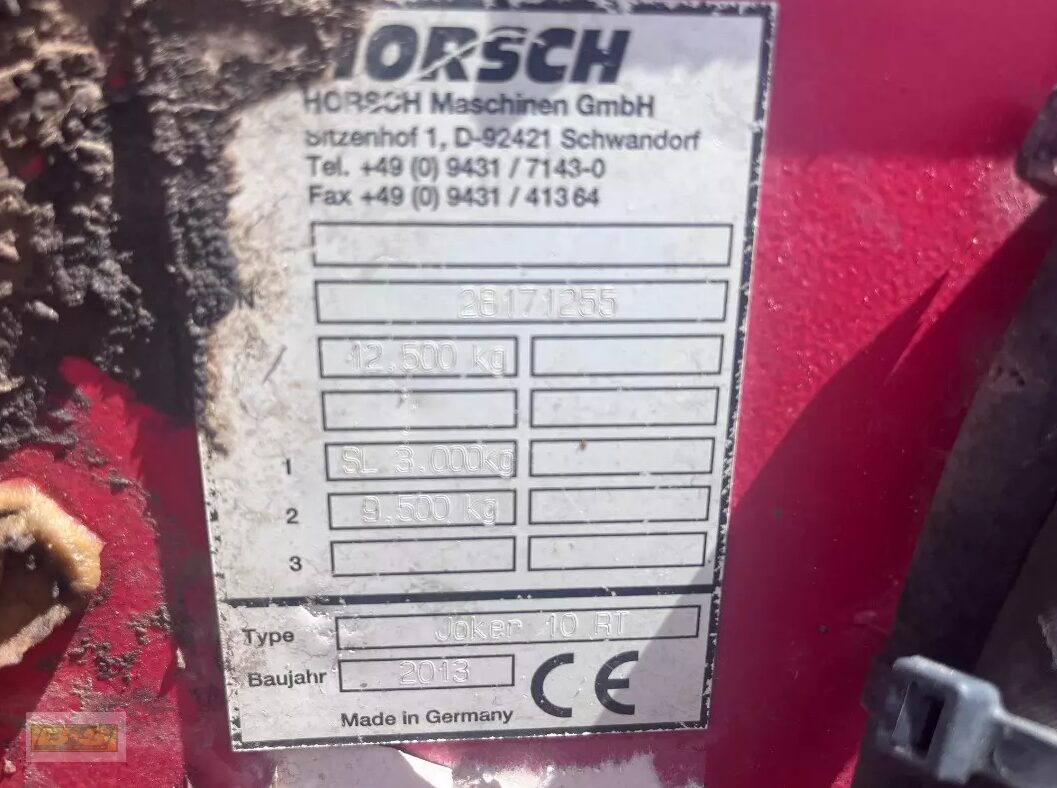 HORSCH
HORSCH Maschinen GmbH
Sitzenhof 1, D-92421 Schwandorf
Tel. +49 (0) 9431 / 7143-0
Fax +49 (0) 9431 / 41364
N 28171255
12.500 kg
1 SL 3.000kg
2 9.500 kg
3
Type Joker 10 RT
Baujahr 2013 CE
Made in Germany